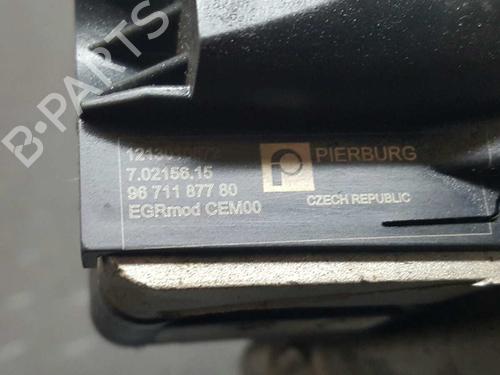 B-PARTS
7.02156.15
96 711 877 80
EGRmod CEM00
PIERBURG
CZECH REPUBLIC